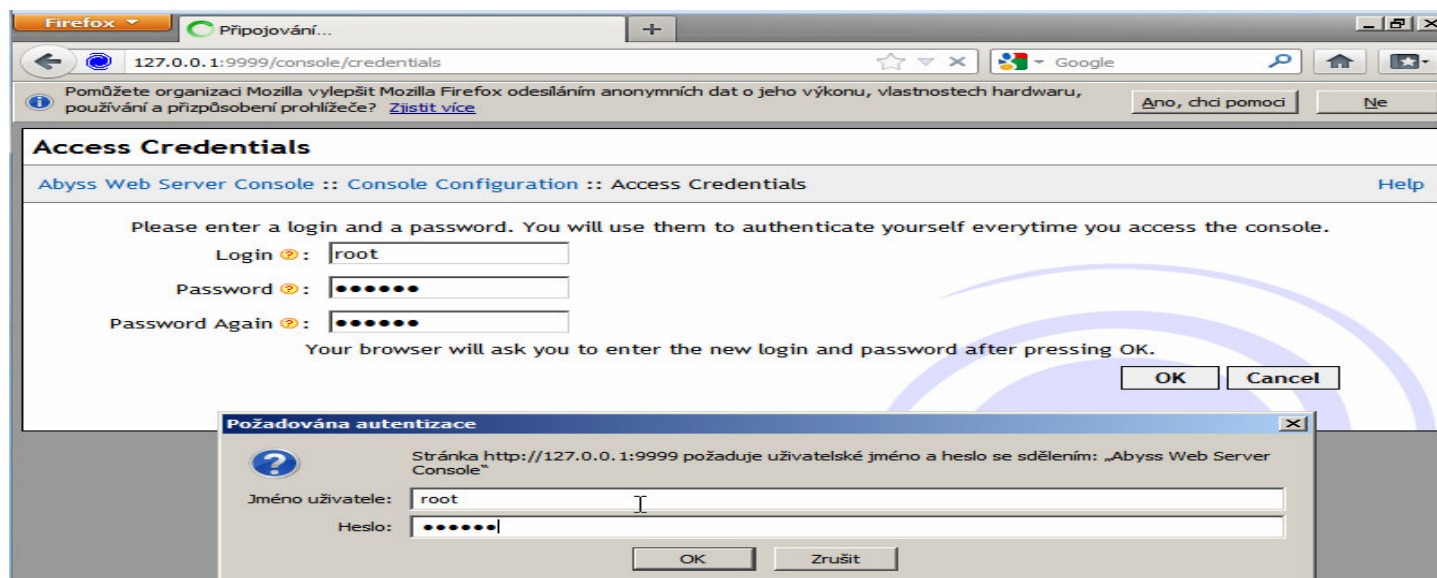 Firefox
Připojování...
127.0.0.1:9999/console/credentials
Google
Pomůžete organizaci Mozilla vylepšit Mozilla Firefox odesíláním anonymních dat o jeho výkonu, vlastnostech hardwaru,
používání a přizpůsobení prohlížeče? Zjistit více
Ano, chci pomoci
Ne
Access Credentials
Abyss Web Server Console :: Console Configuration :: Access Credentials
Help
Please enter a login and a password. You will use them to authenticate yourself everytime you access the console.
Login ?: root
Password ?: ••••••
Password Again ?: ••••••
Your browser will ask you to enter the new login and password after pressing OK.
OK Cancel
Požadována autentizace
Stránka http://127.0.0.1:9999 požaduje uživatelské jméno a heslo se sdělením: „Abyss Web Server
Console“
Jméno uživatele: root
Heslo: ••••••
OK Zrušit